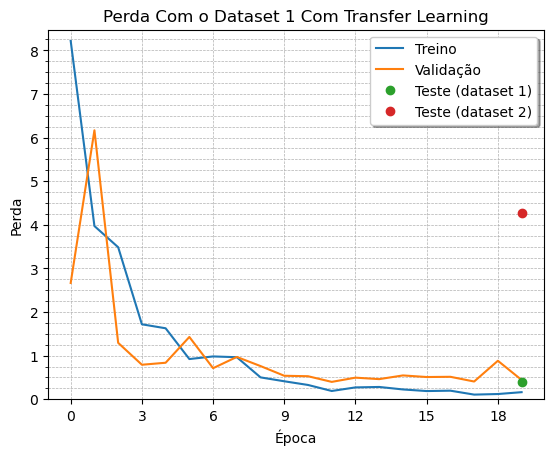 Perda Com o Dataset 1 Com Transfer Learning
Treino
Validação
Teste (dataset 1)
Teste (dataset 2)
Perda
8
7
6
5
4
3
2
1
0
0 3 6 9 12 15 18
Época